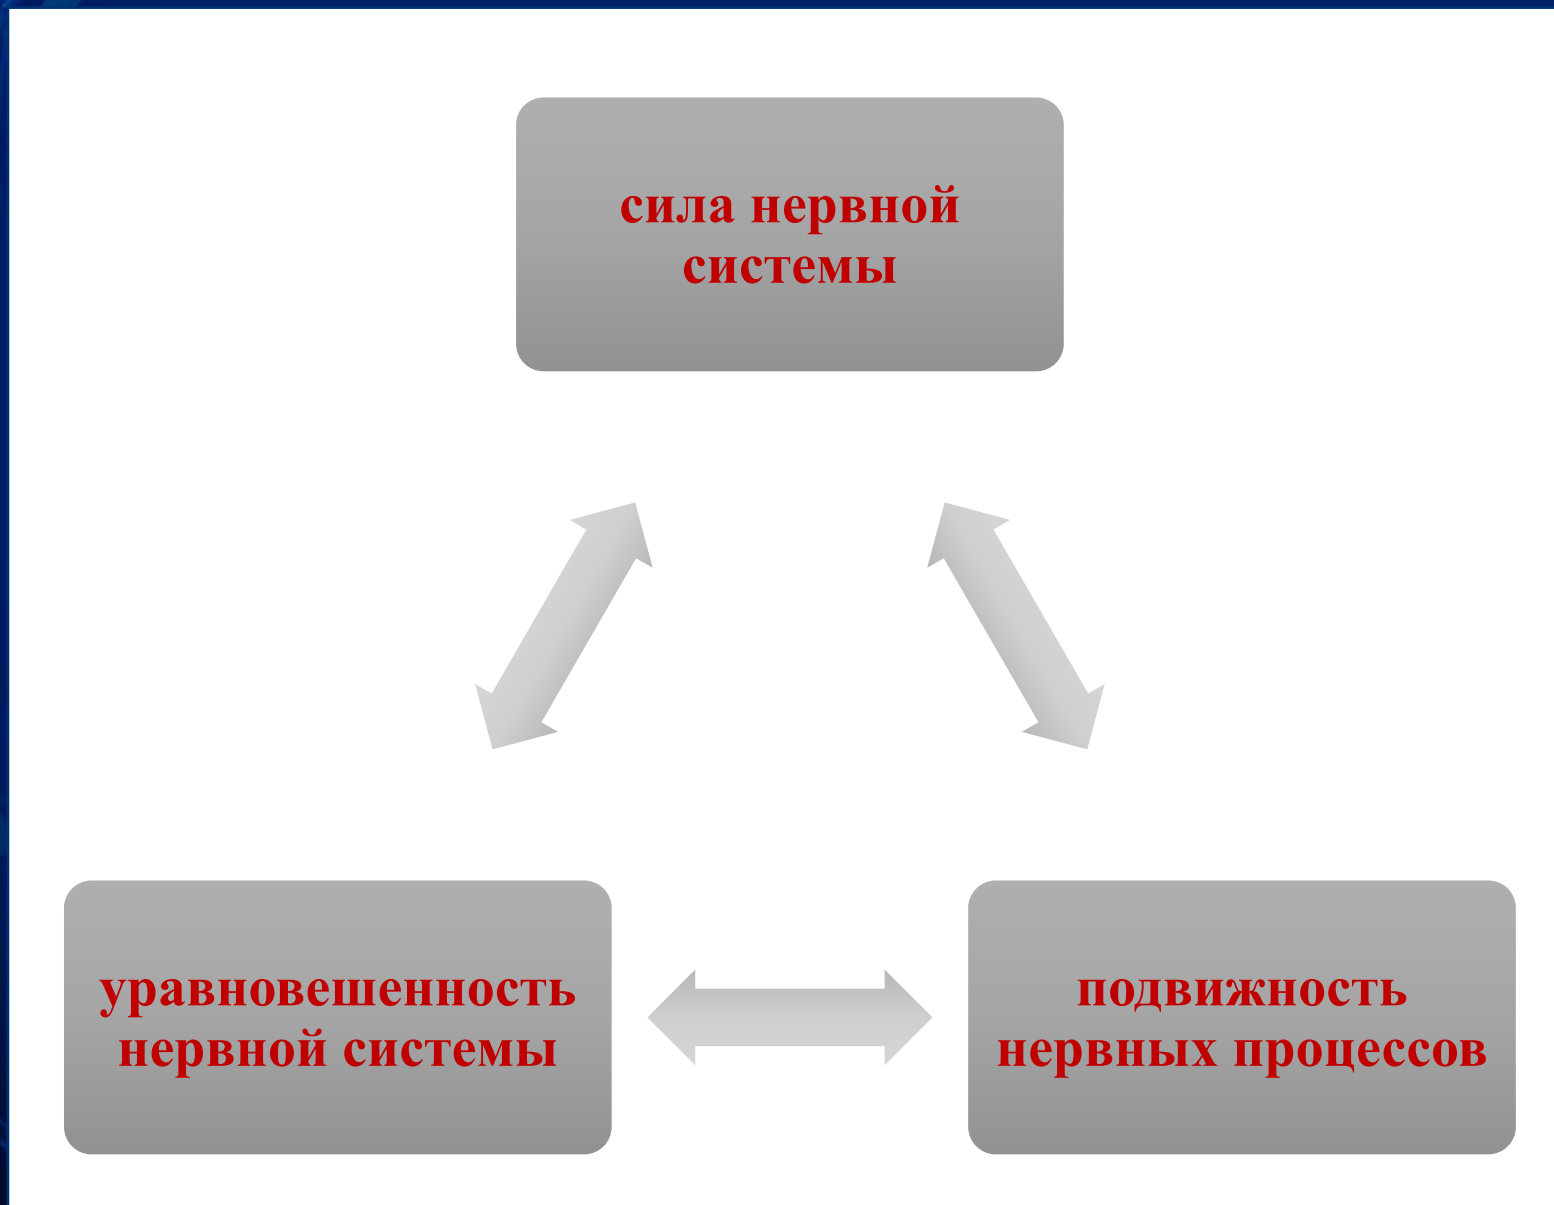 сила нервной
системы
уравновешенность
нервной системы
подвижность
нервных процессов